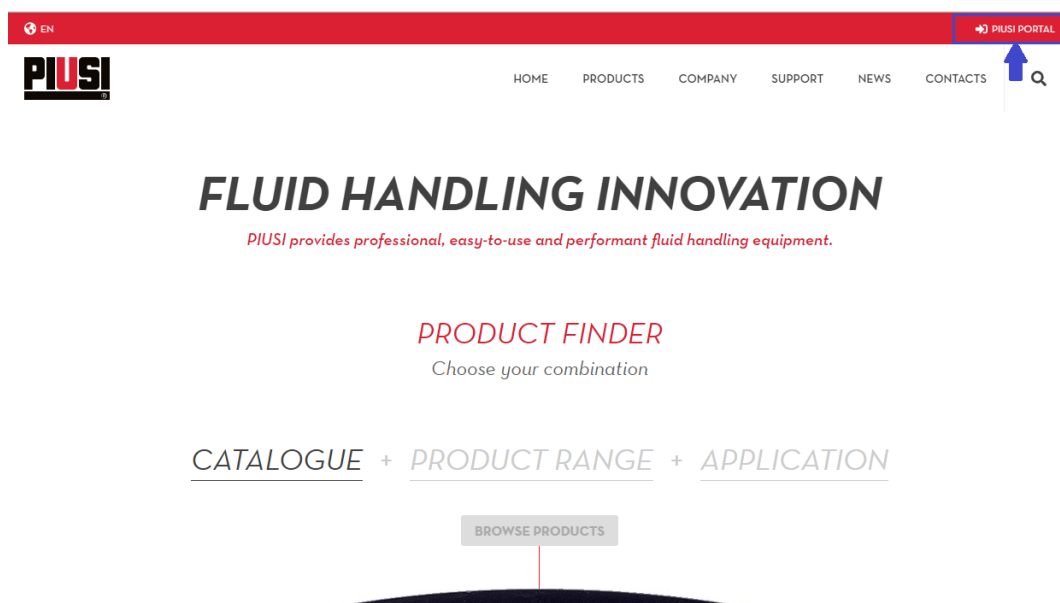 EN
PIUSI PORTAL
PIUSI
®
HOME PRODUCTS COMPANY SUPPORT NEWS CONTACTS
FLUID HANDLING INNOVATION
PIUSI provides professional, easy-to-use and performant fluid handling equipment.
PRODUCT FINDER
Choose your combination
CATALOGUE + PRODUCT RANGE + APPLICATION
BROWSE PRODUCTS